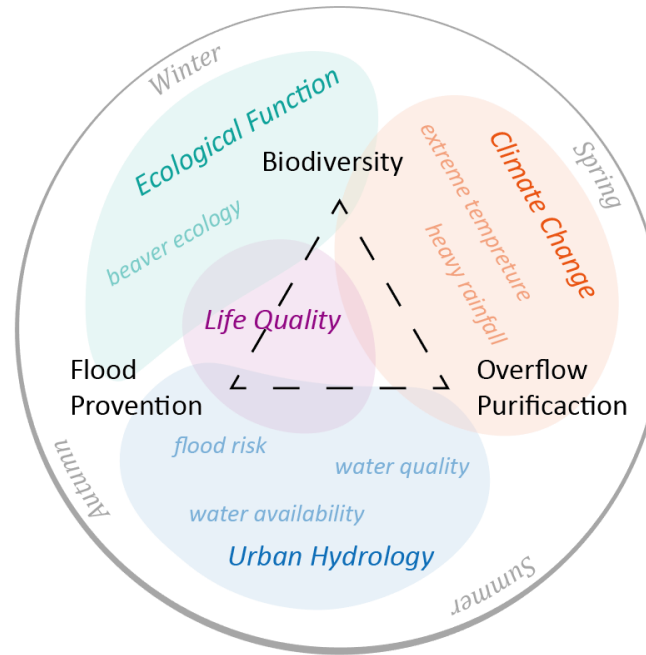 Winter
Ecological Function
Biodiversity
beaver ecology
Spring
Climate Change
extreme tempreture
heavy rainfall
Life Quality
Flood
Provention
Overflow
Purificaction
flood risk
water quality
water availability
Urban Hydrology
Autumn
Summer